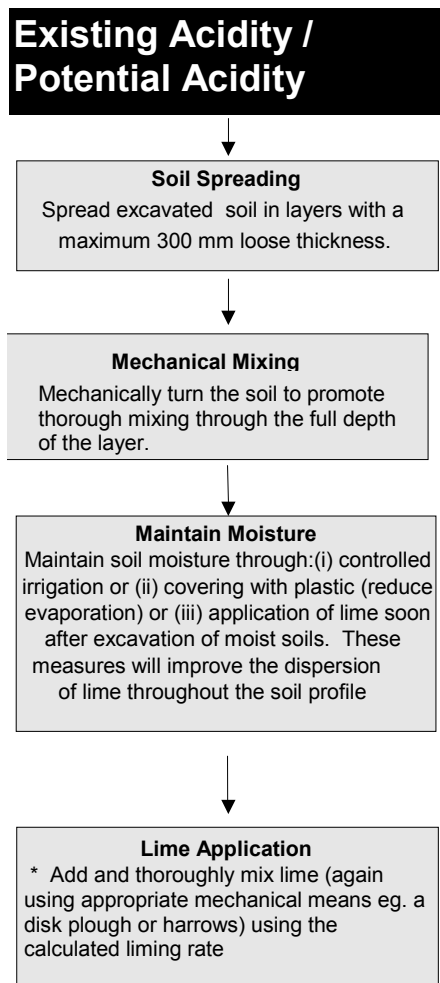 Existing Acidity /
Potential Acidity
Soil Spreading
Spread excavated soil in layers with a
maximum 300 mm loose thickness.
Mechanical Mixing
Mechanically turn the soil to promote
thorough mixing through the full depth
of the layer.
Maintain Moisture
Maintain soil moisture through:(i) controlled
irrigation or (ii) covering with plastic (reduce
evaporation) or (iii) application of lime soon
after excavation of moist soils. These
measures will improve the dispersion
of lime throughout the soil profile
Lime Application
* Add and thoroughly mix lime (again
using appropriate mechanical means eg. a
disk plough or harrows) using the
calculated liming rate